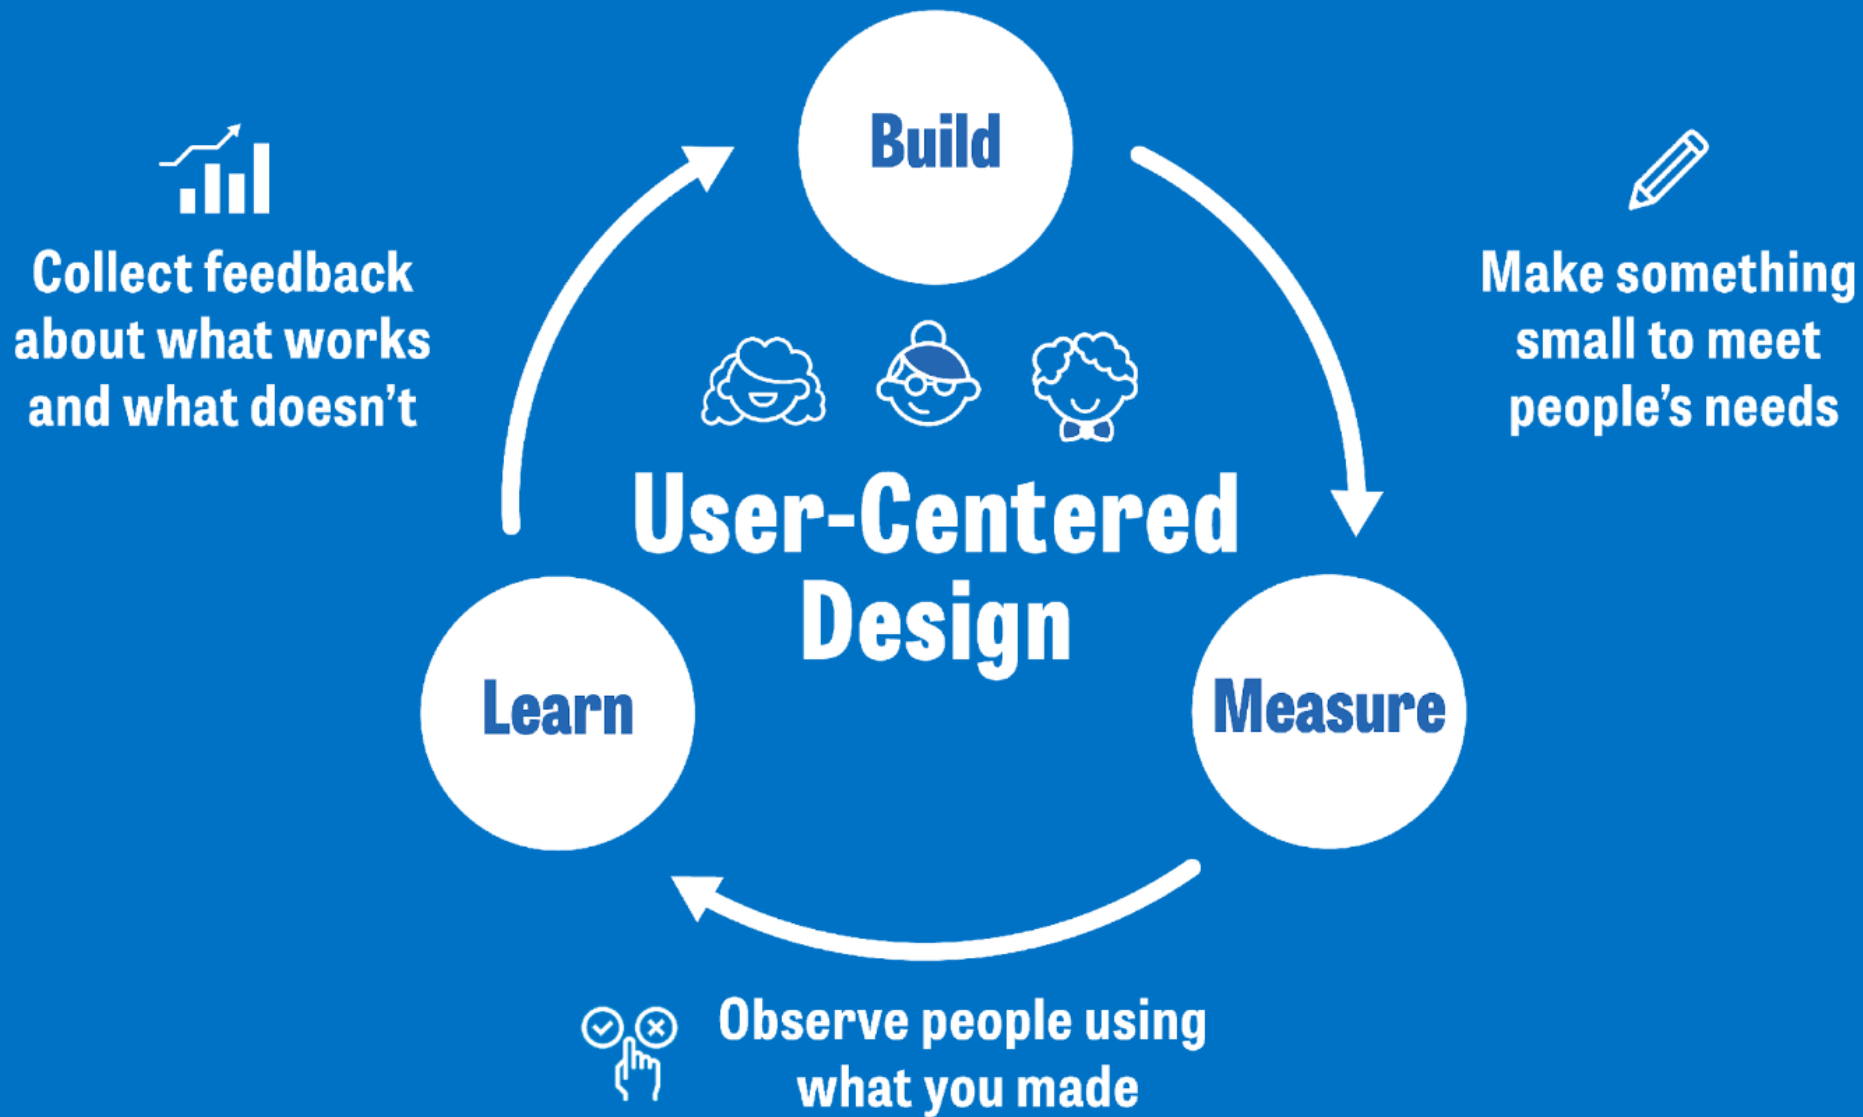 Build
Collect feedback
about what works
and what doesn’t
Make something
small to meet
people’s needs
User-Centered
Design
Learn
Measure
Observe people using
what you made